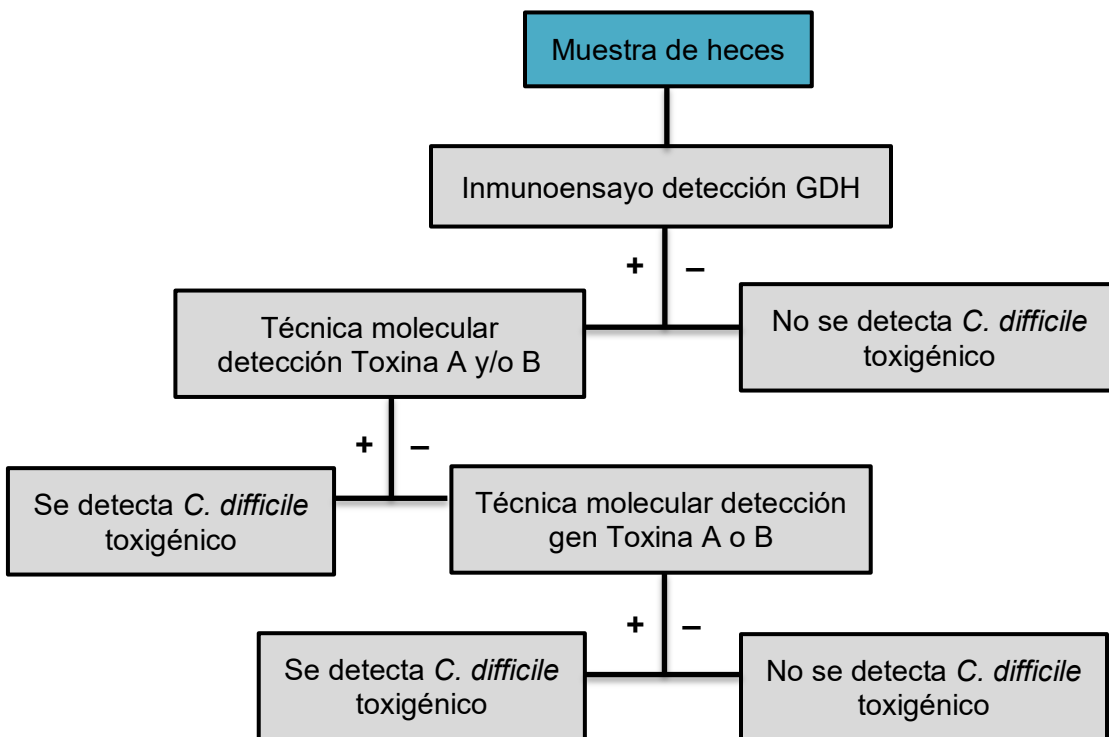 Muestra de heces
Inmunoensayo detección GDH
+ –
Técnica molecular
detección Toxina A y/o B
No se detecta C. difficile
toxigénico
+ –
Se detecta C. difficile
toxigénico
Técnica molecular detección
gen Toxina A o B
+ –
Se detecta C. difficile
toxigénico
No se detecta C. difficile
toxigénico